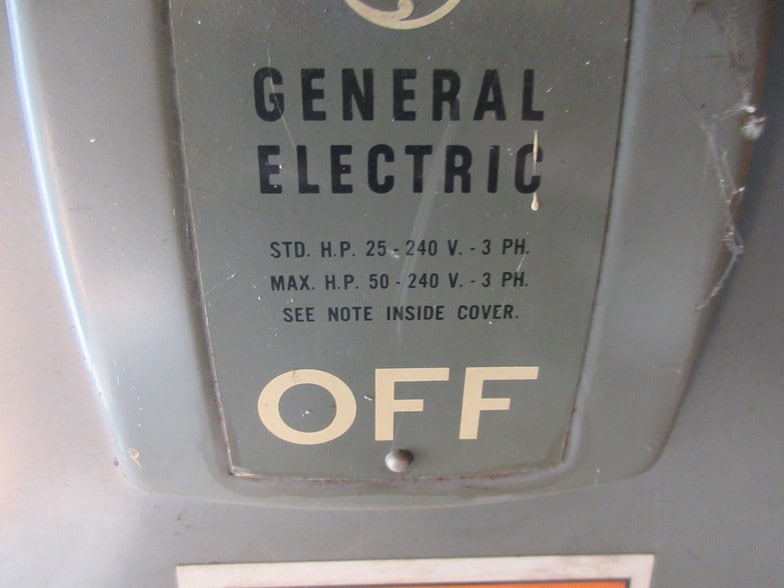 GENERAL
ELECTRIC
STD. H.P. 25 - 240 V. - 3 PH.
MAX. H.P. 50 - 240 V. - 3 PH.
SEE NOTE INSIDE COVER.
OFF